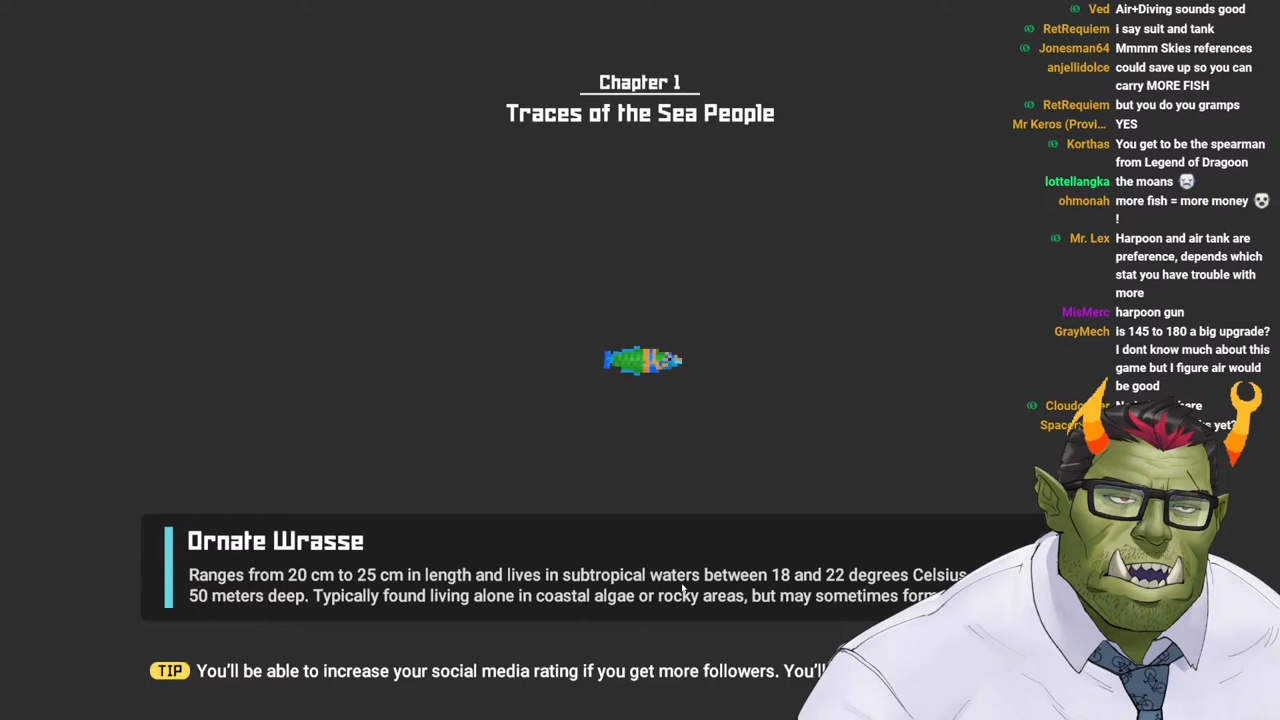 Chapter 1
Traces of the Sea People
Ornate Wrasse
Ranges from 20 cm to 25 cm in length and lives in subtropical waters between 18 and 22 degrees Celsius
50 meters deep. Typically found living alone in coastal algae or rocky areas, but may sometimes form
TIP You'll be able to increase your social media rating if you get more followers. You'll
Ved Air+Diving sounds good
RetRequiem i say suit and tank
Jonesman64 Mmmm Skies references
anjellidolce could save up so you can
carry MORE FISH
RetRequiem but you do you gramps
Mr Keros (Provi... YES
Korthas You get to be the spearman
from Legend of Dragoon
lottellangka the moans
ohmonah more fish = more money
!
Mr. Lex Harpoon and air tank are
preference, depends which
stat you have trouble with
more
MisMerc harpoon gun
GrayMech is 145 to 180 a big upgrade?
I dont know much about this
game but I figure air would
be good
yet?